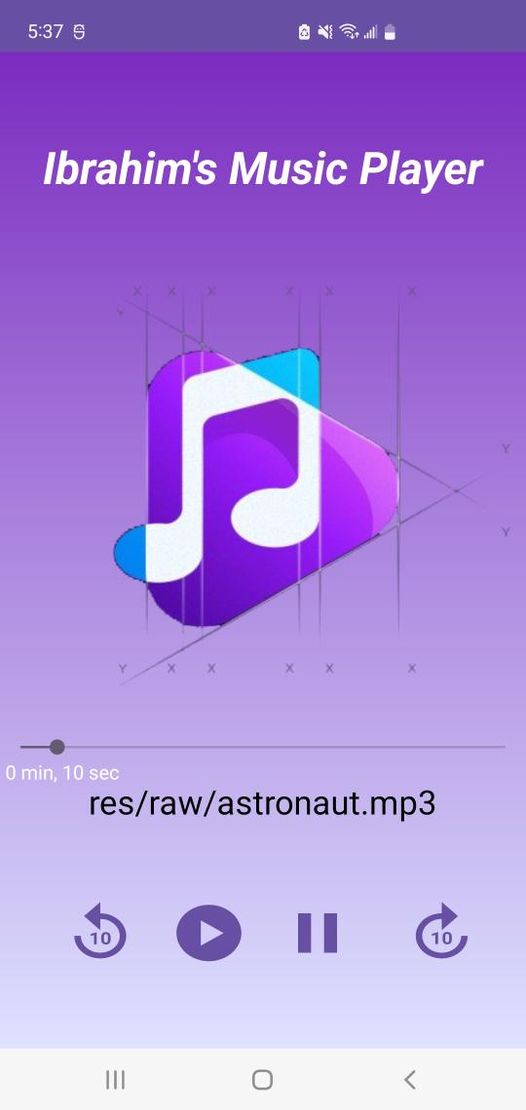 5:37
Ibrahim's Music Player
X X X X X X
Y
Y
Y
Y X X X X X
0 min, 10 sec
res/raw/astronaut.mp3
10 10